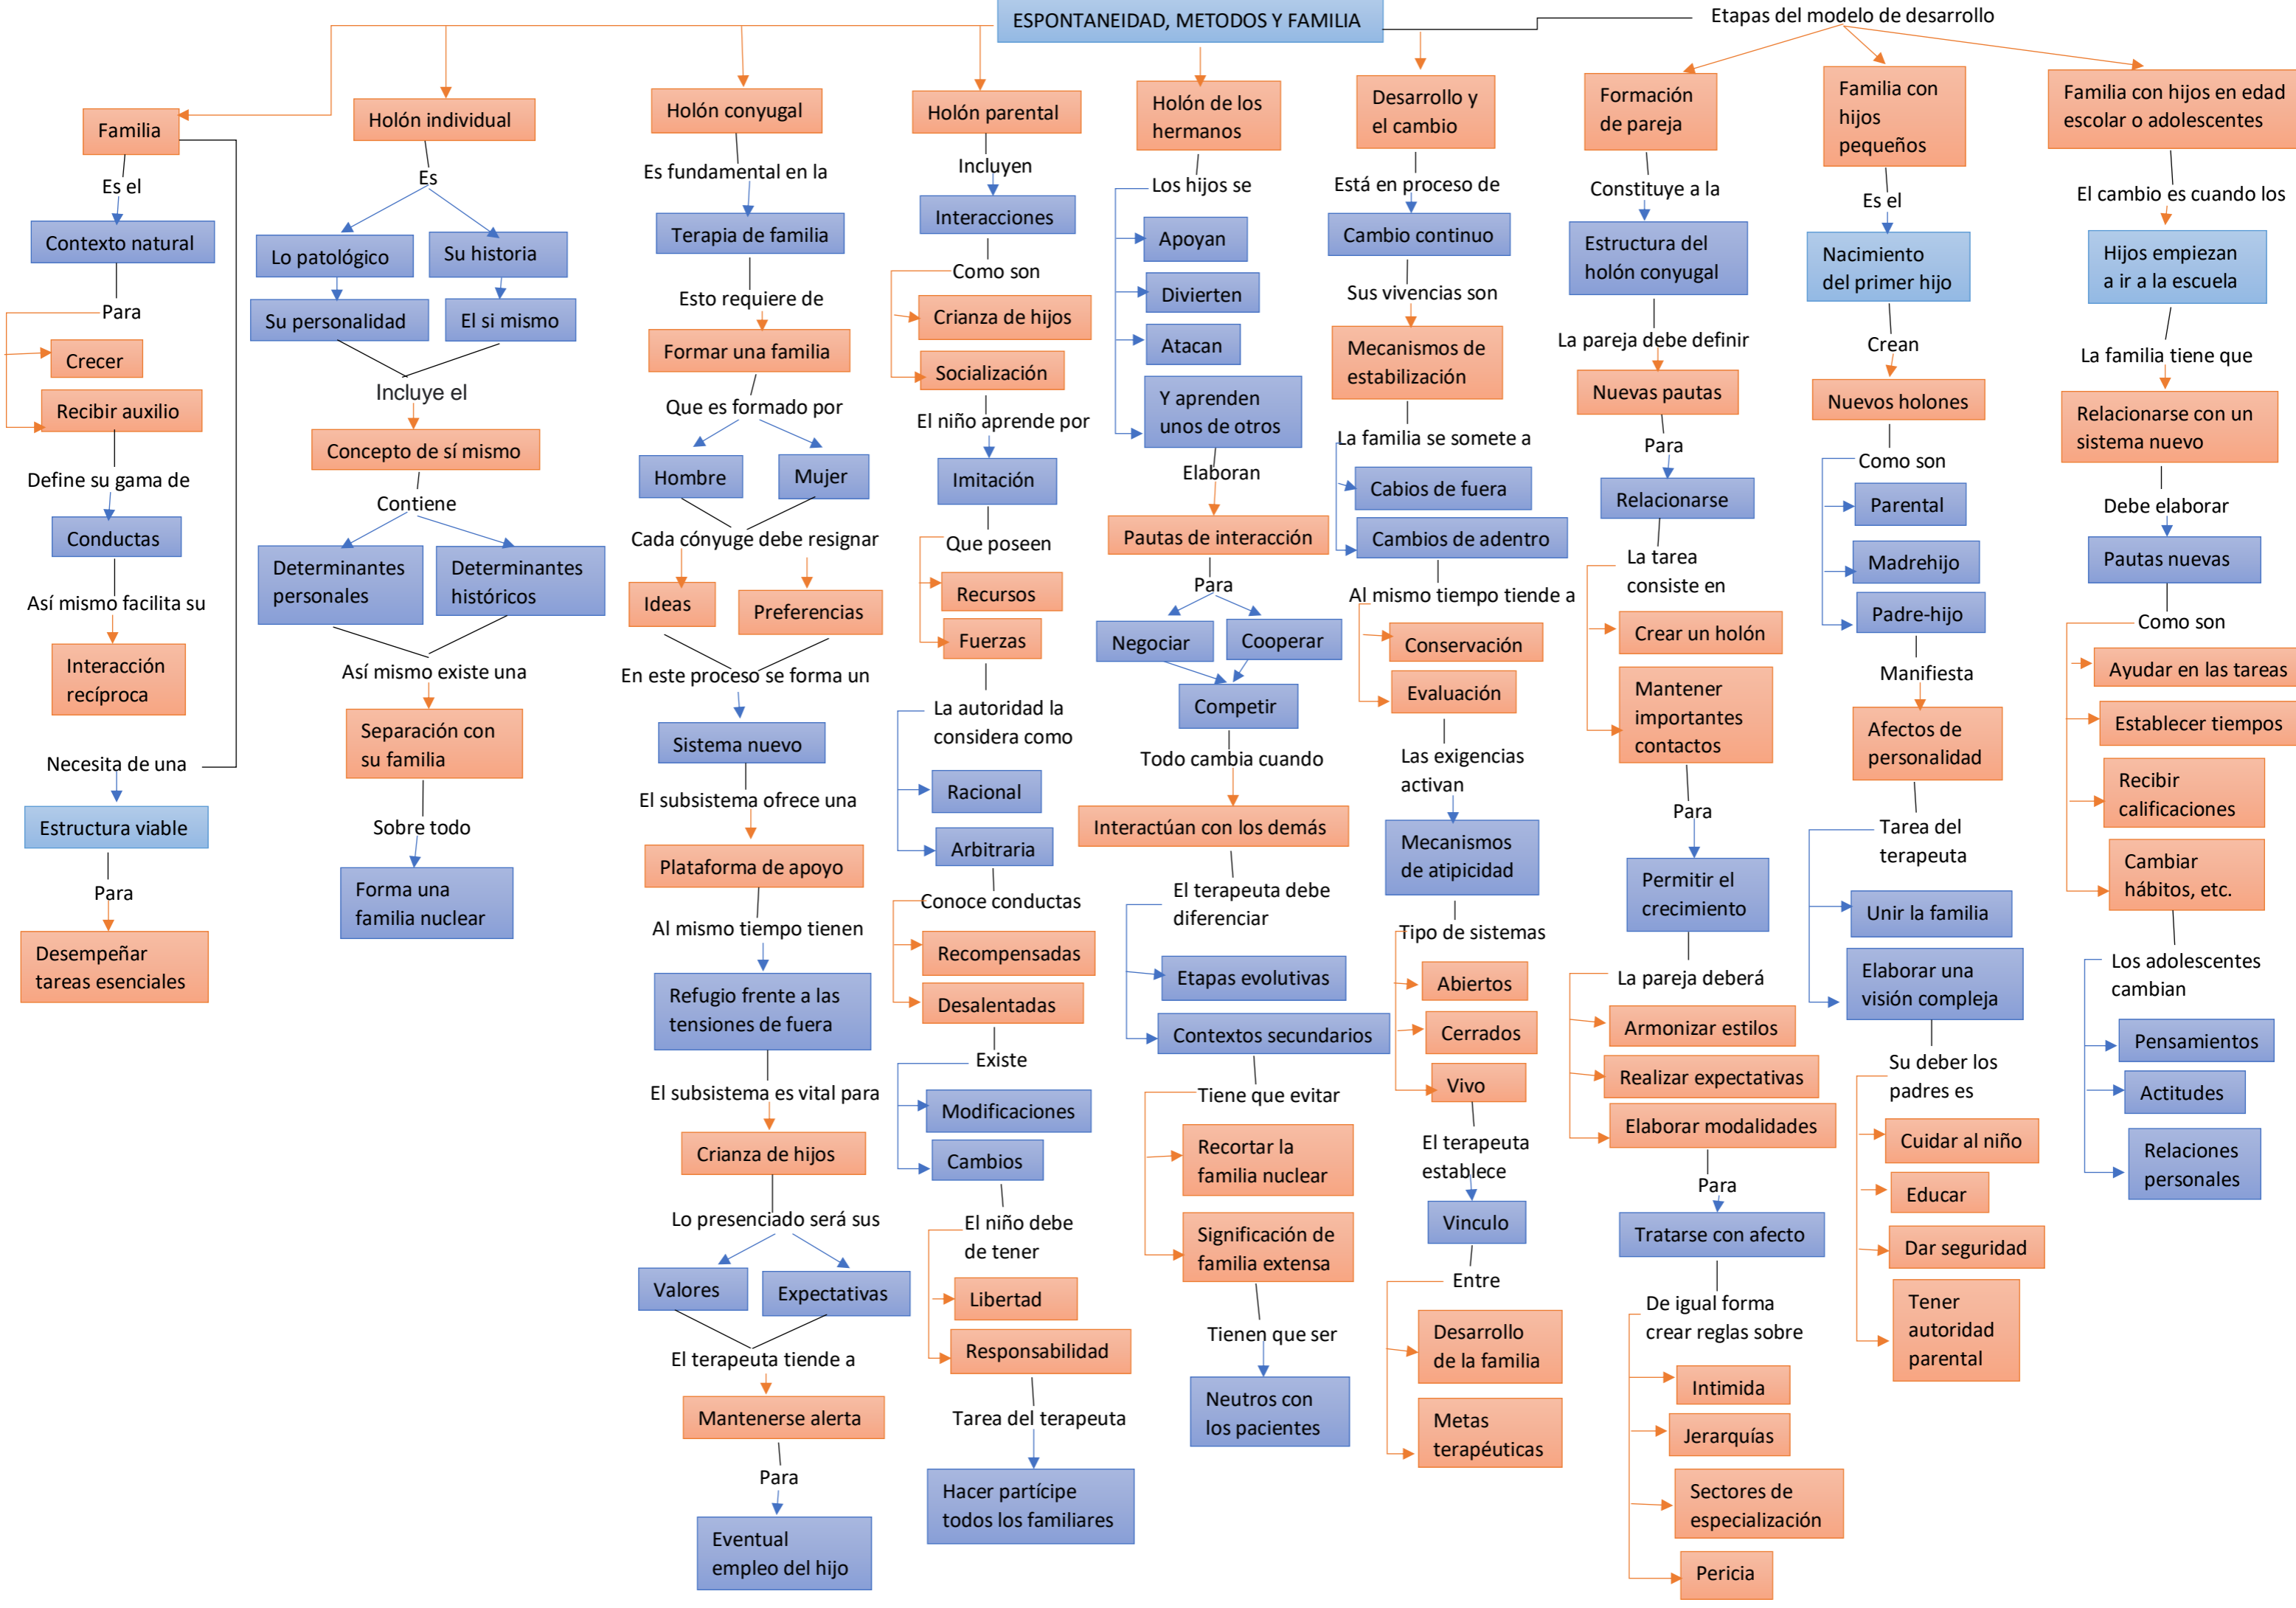 ESPONTANEIDAD, METODOS Y FAMILIA
Etapas del modelo de desarrollo
Familia
Es el
Contexto natural
Para
Crecer
Recibir auxilio
Define su gama de
Conductas
Así mismo facilita su
Interacción
recíproca
Necesita de una
Estructura viable
Para
Desempeñar
tareas esenciales
Holón individual
Es
Lo patológico
Su historia
Su personalidad
El si mismo
Incluye el
Concepto de sí mismo
Contiene
Determinantes
personales
Determinantes
históricos
Así mismo existe una
Separación con
su familia
Sobre todo
Forma una
familia nuclear
Holón conyugal
Es fundamental en la
Terapia de familia
Esto requiere de
Formar una familia
Que es formado por
Hombre
Mujer
Cada cónyuge debe resignar
Ideas
Preferencias
En este proceso se forma un
Sistema nuevo
El subsistema ofrece una
Plataforma de apoyo
Al mismo tiempo tienen
Refugio frente a las
tensiones de fuera
El subsistema es vital para
Crianza de hijos
Lo presenciado será sus
Valores
Expectativas
El terapeuta tiende a
Mantenerse alerta
Para
Eventual
empleo del hijo
Holón parental
Incluyen
Interacciones
Como son
Crianza de hijos
Socialización
El niño aprende por
Imitación
Que poseen
Recursos
Fuerzas
La autoridad la
considera como
Racional
Arbitraria
Conoce conductas
Recompensadas
Desalentadas
Existe
Modificaciones
Cambios
El niño debe
de tener
Libertad
Responsabilidad
Tarea del terapeuta
Hacer partícipe
todos los familiares
Holón de los
hermanos
Los hijos se
Apoyan
Divierten
Atacan
Y aprenden
unos de otros
Elaboran
Pautas de interacción
Para
Negociar
Cooperar
Competir
Todo cambia cuando
Interactúan con los demás
El terapeuta debe
diferenciar
Etapas evolutivas
Contextos secundarios
Tiene que evitar
Recortar la
familia nuclear
Significación de
familia extensa
Tienen que ser
Neutros con
los pacientes
Desarrollo y
el cambio
Está en proceso de
Cambio continuo
Sus vivencias son
Mecanismos de
estabilización
La familia se somete a
Cabios de fuera
Cambios de adentro
Al mismo tiempo tiende a
Conservación
Evaluación
Las exigencias
activan
Mecanismos
de atipicidad
Tipo de sistemas
Abiertos
Cerrados
Vivo
El terapeuta
establece
Vinculo
Entre
Desarrollo
de la familia
Metas
terapéuticas
Formación
de pareja
Constituye a la
Estructura del
holón conyugal
La pareja debe definir
Nuevas pautas
Para
Relacionarse
La tarea
consiste en
Crear un holón
Mantener
importantes
contactos
Para
Permitir el
crecimiento
La pareja deberá
Armonizar estilos
Realizar expectativas
Elaborar modalidades
Para
Tratarse con afecto
De igual forma
crear reglas sobre
Intimida
Jerarquías
Sectores de
especialización
Pericia
Familia con
hijos
pequeños
Es el
Nacimiento
del primer hijo
Crean
Nuevos holones
Como son
Parental
Madrehijo
Padre-hijo
Manifiesta
Afectos de
personalidad
Tarea del
terapeuta
Unir la familia
Elaborar una
visión compleja
Su deber los
padres es
Cuidar al niño
Educar
Dar seguridad
Tener
autoridad
parental
Familia con hijos en edad
escolar o adolescentes
El cambio es cuando los
Hijos empiezan
a ir a la escuela
La familia tiene que
Relacionarse con un
sistema nuevo
Debe elaborar
Pautas nuevas
Como son
Ayudar en las tareas
Establecer tiempos
Recibir
calificaciones
Cambiar
hábitos, etc.
Los adolescentes
cambian
Pensamientos
Actitudes
Relaciones
personales